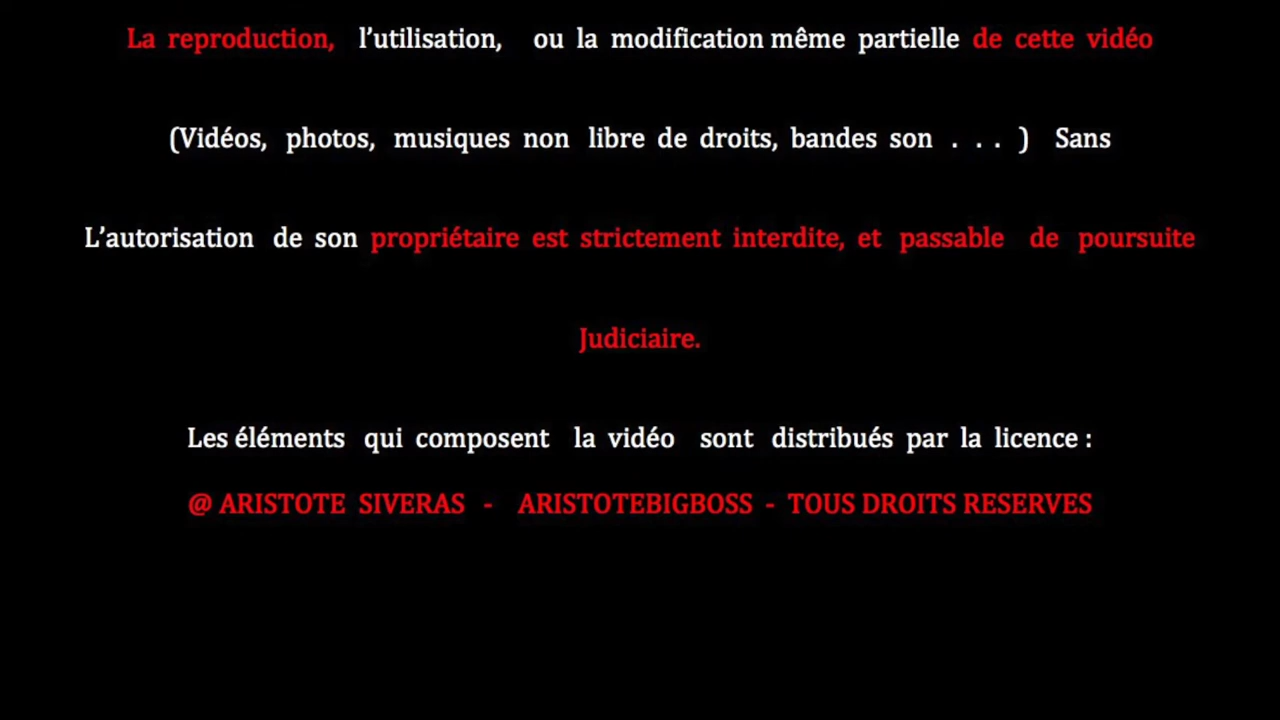 La reproduction, l’utilisation, ou la modification même partielle de cette vidéo
(Vidéos, photos, musiques non libre de droits, bandes son . . . ) Sans
L’autorisation de son propriétaire est strictement interdite, et passable de poursuite
Judiciaire.
Les éléments qui composent la vidéo sont distribués par la licence :
@ ARISTOTE SIVERAS - ARISTOTEBIGBOSS - TOUS DROITS RESERVES